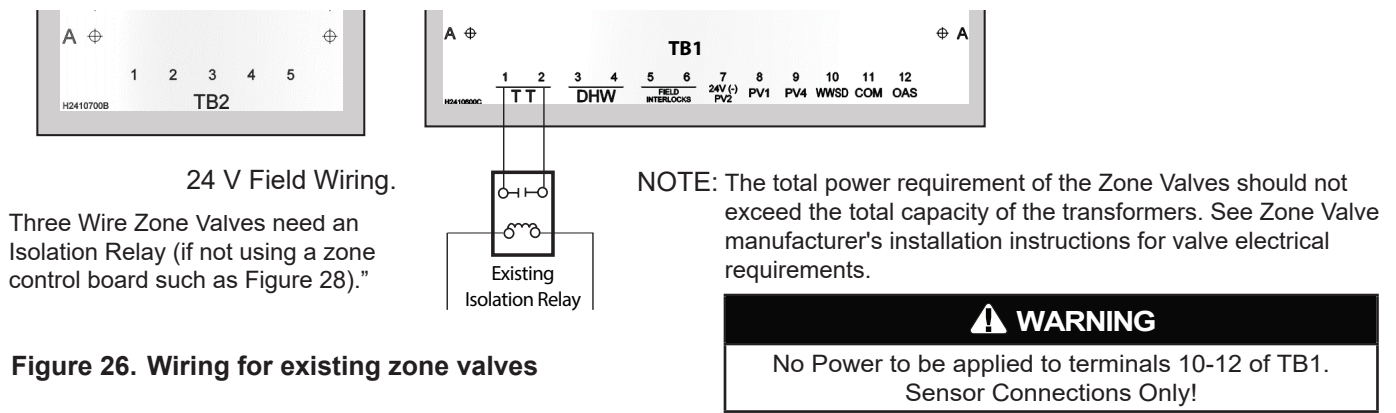 A
1 2 3 4 5
H2410700B
TB2
A A
TB1
1 2 3 4 5 6 7 8 9 10 11 12
T T DHW FIELD INTERLOCKS 24V (-) PV2 PV1 PV4 WWSD COM OAS
H2410800C
24 V Field Wiring.
Three Wire Zone Valves need an
Isolation Relay (if not using a zone
control board such as Figure 28).”
Existing
Isolation Relay
NOTE: The total power requirement of the Zone Valves should not
exceed the total capacity of the transformers. See Zone Valve
manufacturer's installation instructions for valve electrical
requirements.
WARNING
No Power to be applied to terminals 10-12 of TB1.
Sensor Connections Only!
Figure 26. Wiring for existing zone valves